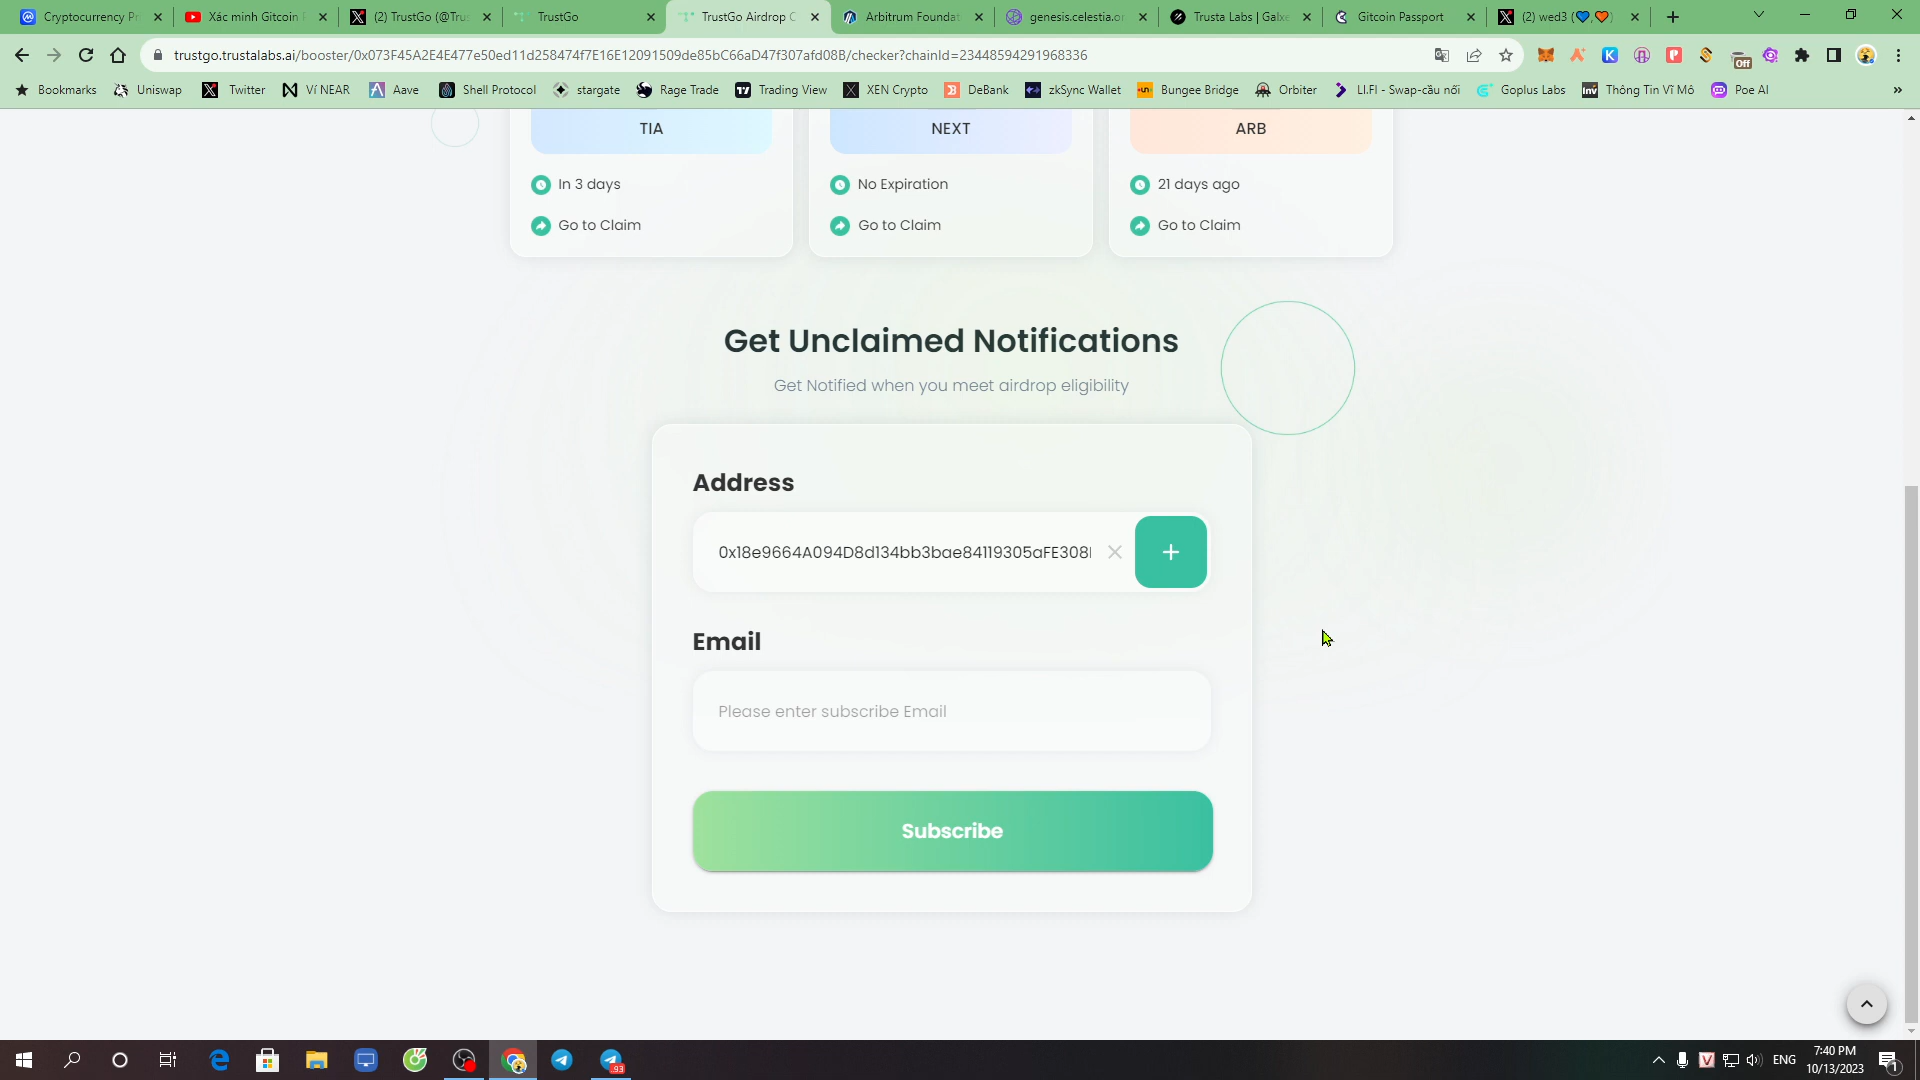 Cryptocurrency Pr
Xác minh Gitcoin
(2) TrustGo (@Trus
TrustGo
TrustGo Airdrop C
Arbitrum Foundat
genesis.celestia.or
Trusta Labs | Galxe
Gitcoin Passport
(2) wed3 (💙,🧡)
trustgo.trustalabs.ai/booster/0x073F45A2E4E477e50ed11d258474f7E16E12091509de85bC66aD47f307afd08B/checker?chainId=23448594291968336
Off
Bookmarks
Uniswap
Twitter
Ví NEAR
Aave
Shell Protocol
stargate
Rage Trade
Trading View
XEN Crypto
DeBank
zkSync Wallet
Bungee Bridge
Orbiter
LI.FI - Swap-cầu nối
Goplus Labs
Thông Tin Vĩ Mô
Poe AI
TIA
NEXT
ARB
In 3 days
No Expiration
21 days ago
Go to Claim
Go to Claim
Go to Claim
Get Unclaimed Notifications
Get Notified when you meet airdrop eligibility
Address
0x18e9664A094D8d134bb3bae84119305aFE308
Email
Please enter subscribe Email
Subscribe
93
ENG
7:40 PM
10/13/2023
1